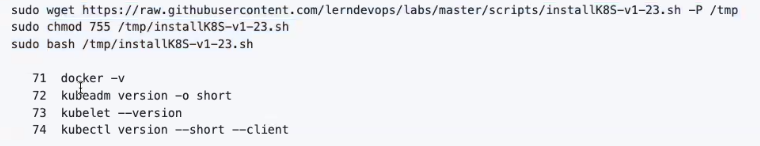 sudo wget https://raw.githubusercontent.com/lerndevops/labs/master/scripts/installK8S-v1-23.sh -P /tmp
sudo chmod 755 /tmp/installK8S-v1-23.sh
sudo bash /tmp/installK8S-v1-23.sh
71 docker -v
72 kubeadm version -o short
73 kubelet --version
74 kubectl version --short --client